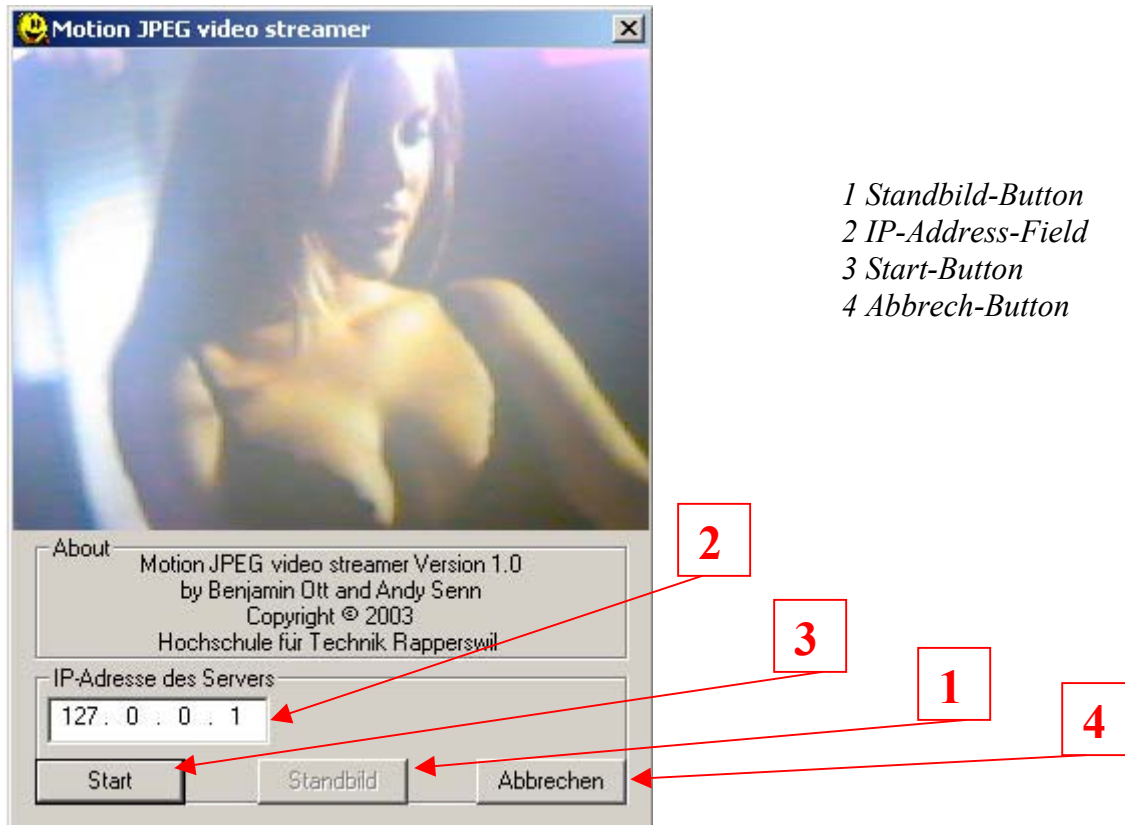 Motion JPEG video streamer
1 Standbild-Button
2 IP-Address-Field
3 Start-Button
4 Abbrech-Button
About
Motion JPEG video streamer Version 1.0
by Benjamin Ott and Andy Senn
Copyright © 2003
Hochschule für Technik Rapperswil
2
3
IP-Adresse des Servers
1
127 . 0 . 0 . 1
4
Start
Standbild
Abbrechen